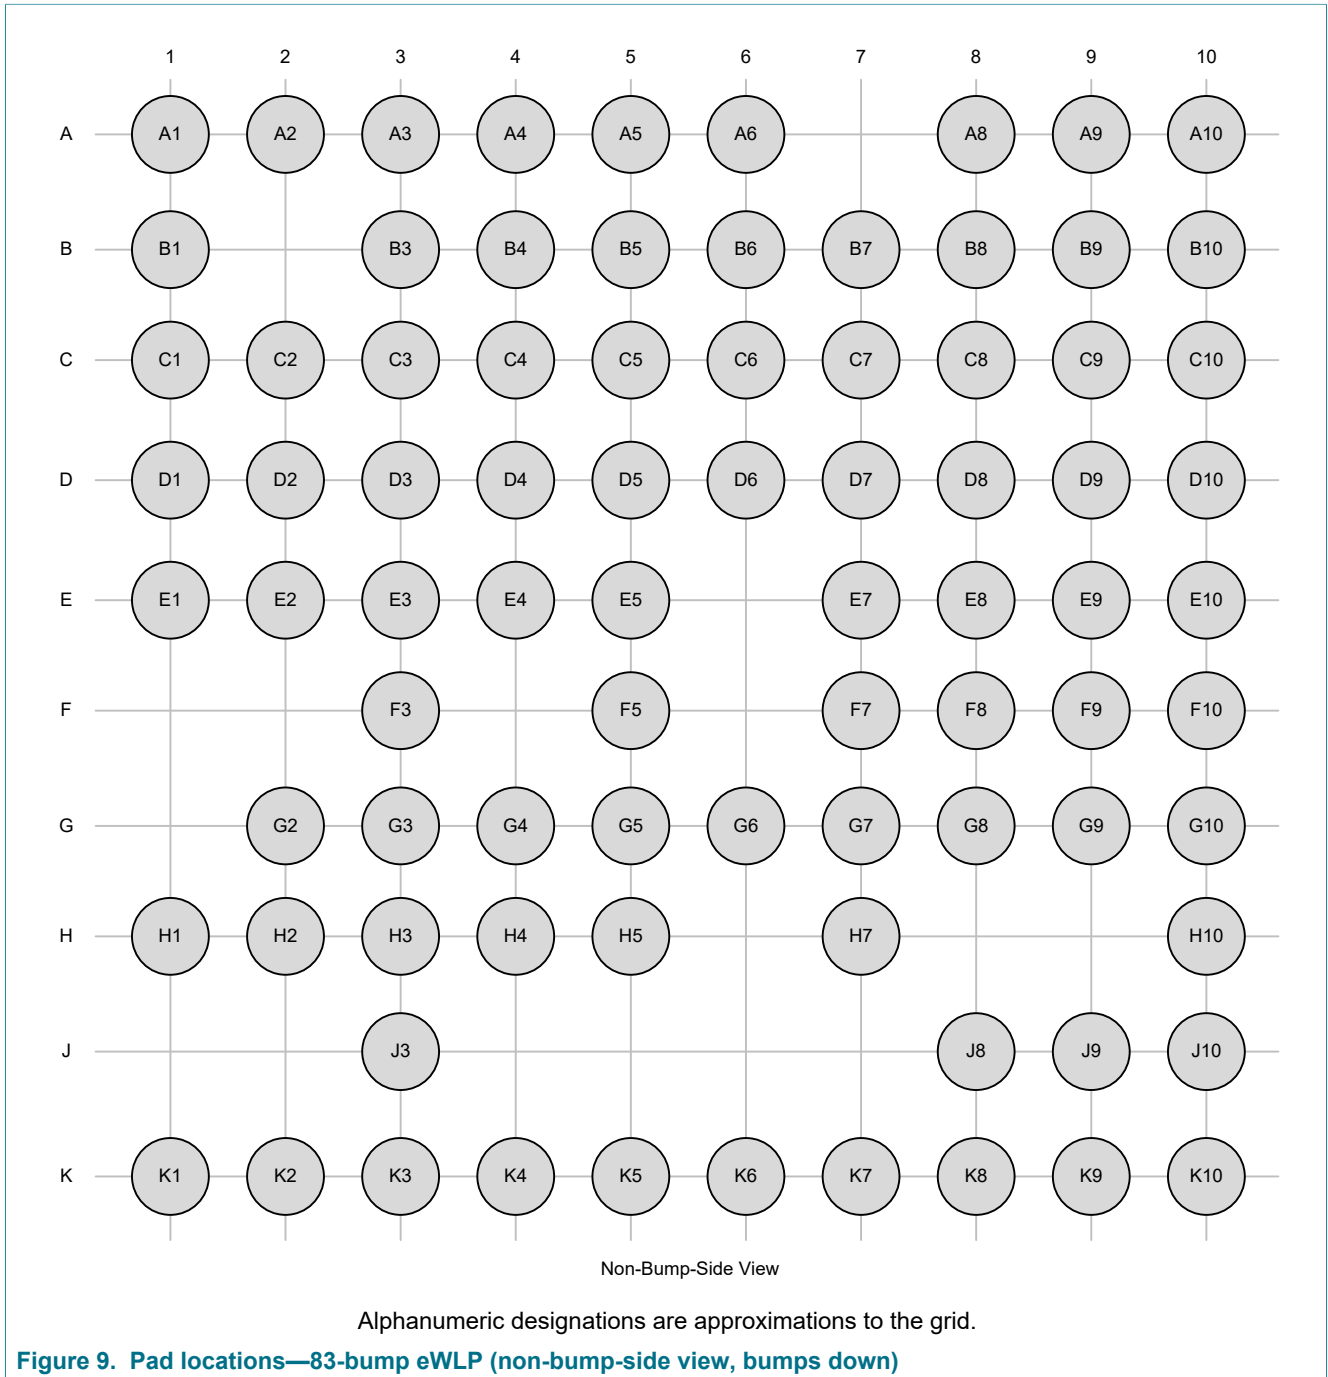 1 2 3 4 5 6 7 8 9 10
A A1 A2 A3 A4 A5 A6 A8 A9 A10
B B1 B3 B4 B5 B6 B7 B8 B9 B10
C C1 C2 C3 C4 C5 C6 C7 C8 C9 C10
D D1 D2 D3 D4 D5 D6 D7 D8 D9 D10
E E1 E2 E3 E4 E5 E7 E8 E9 E10
F F3 F5 F7 F8 F9 F10
G G2 G3 G4 G5 G6 G7 G8 G9 G10
H H1 H2 H3 H4 H5 H7 H10
J J3 J8 J9 J10
K K1 K2 K3 K4 K5 K6 K7 K8 K9 K10
Non-Bump-Side View
Alphanumeric designations are approximations to the grid.
Figure 9. Pad locations—83-bump eWLP (non-bump-side view, bumps down)